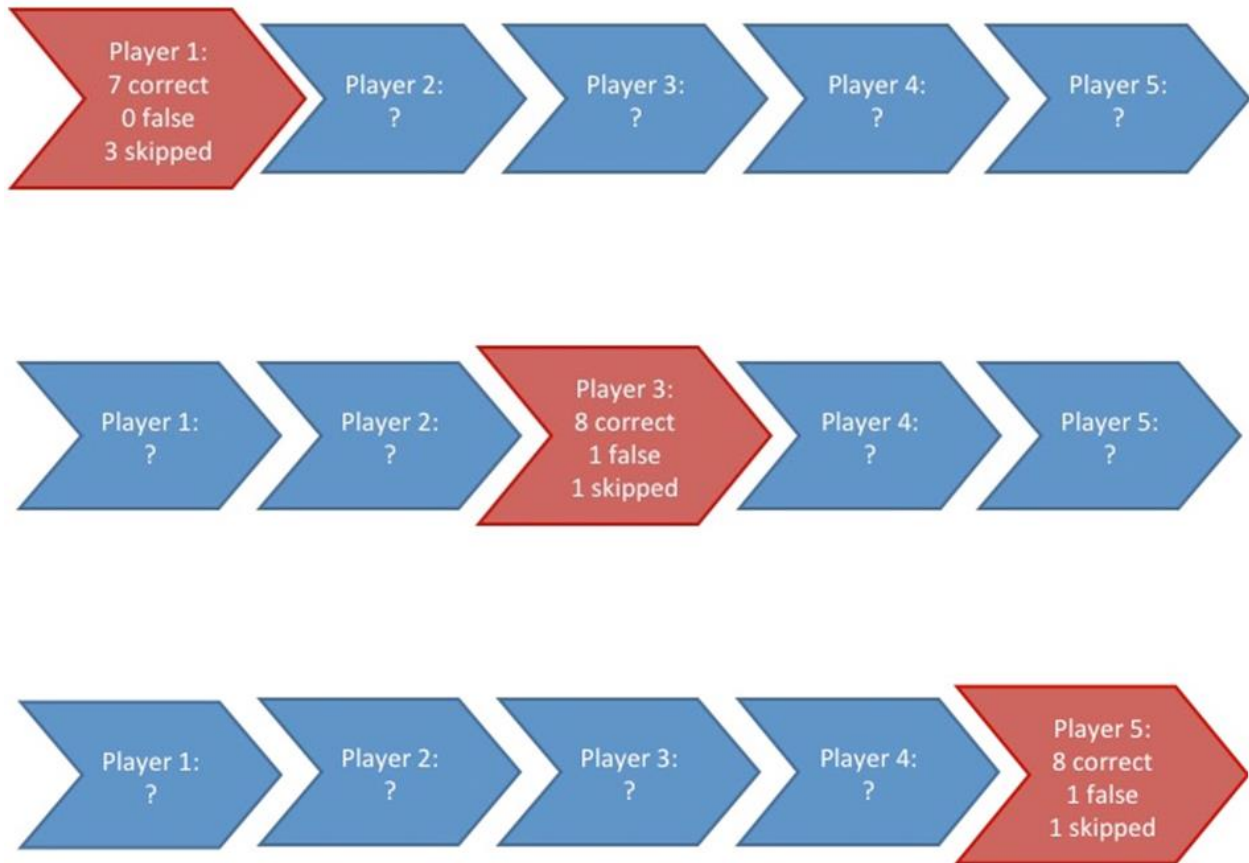 Player 1:
7 correct
0 false
3 skipped
Player 2:
?
Player 3:
?
Player 4:
?
Player 5:
?
Player 1:
?
Player 2:
?
Player 3:
8 correct
1 false
1 skipped
Player 4:
?
Player 5:
?
Player 1:
?
Player 2:
?
Player 3:
?
Player 4:
?
Player 5:
8 correct
1 false
1 skipped